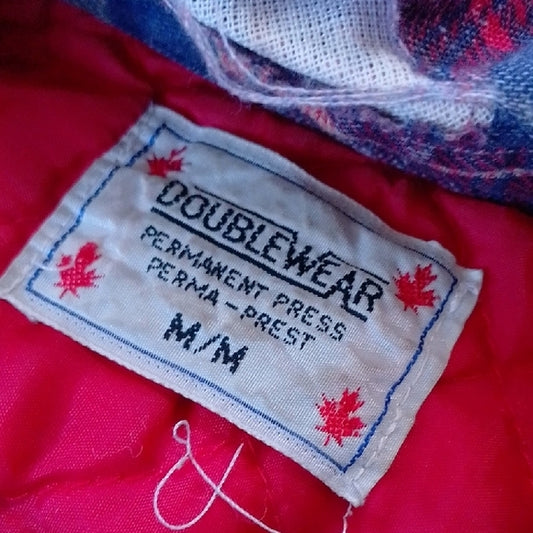 DOUBLEWEAR
PERMANENT PRESS
PERMA-PREST
M/M